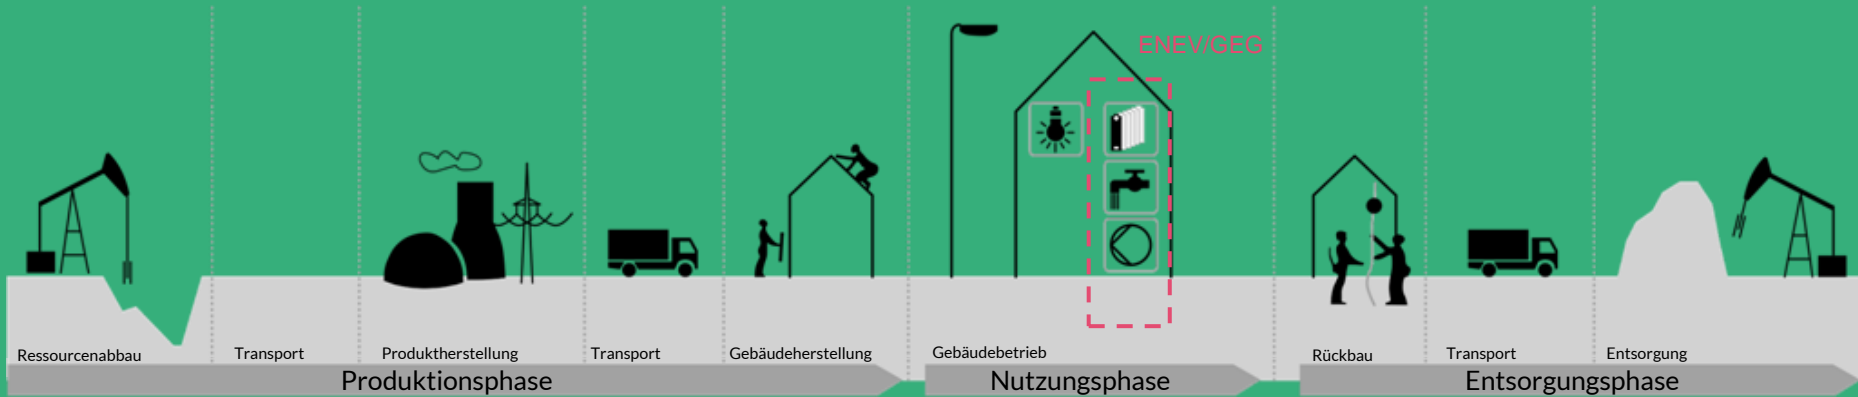 ENEV/GEG
Ressourcenabbau
Transport
Produktherstellung
Transport
Gebäudeherstellung
Gebäudebetrieb
Rückbau
Transport
Entsorgung
Produktionsphase
Nutzungsphase
Entsorgungsphase